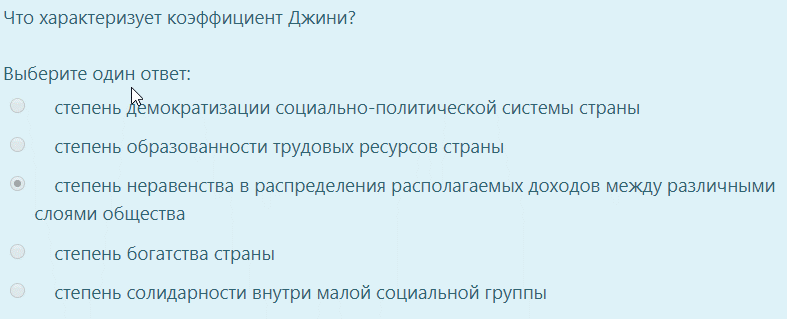 Что характеризует коэффициент Джини?
Выберите один ответ:
степень демократизации социально-политической системы страны
степень образованности трудовых ресурсов страны
степень неравенства в распределения располагаемых доходов между различными
слоями общества
степень богатства страны
степень солидарности внутри малой социальной группы